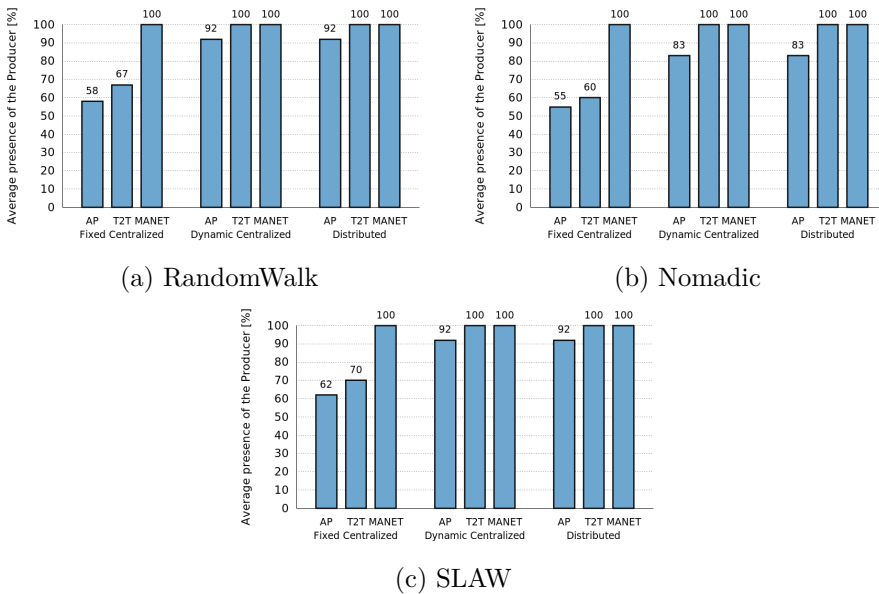 Average presence of the Producer [%]
100
90
80
70
60
50
40
30
20
10
0
58 67 100 92 100 100 92 100 100
AP T2T MANET AP T2T MANET AP T2T MANET
Fixed Centralized Dynamic Centralized Distributed
(a) RandomWalk
Average presence of the Producer [%]
100
90
80
70
60
50
40
30
20
10
0
55 60 100 83 100 100 83 100 100
AP T2T MANET AP T2T MANET AP T2T MANET
Fixed Centralized Dynamic Centralized Distributed
(b) Nomadic
Average presence of the Producer [%]
100
90
80
70
60
50
40
30
20
10
0
62 70 100 92 100 100 92 100 100
AP T2T MANET AP T2T MANET AP T2T MANET
Fixed Centralized Dynamic Centralized Distributed
(c) SLAW